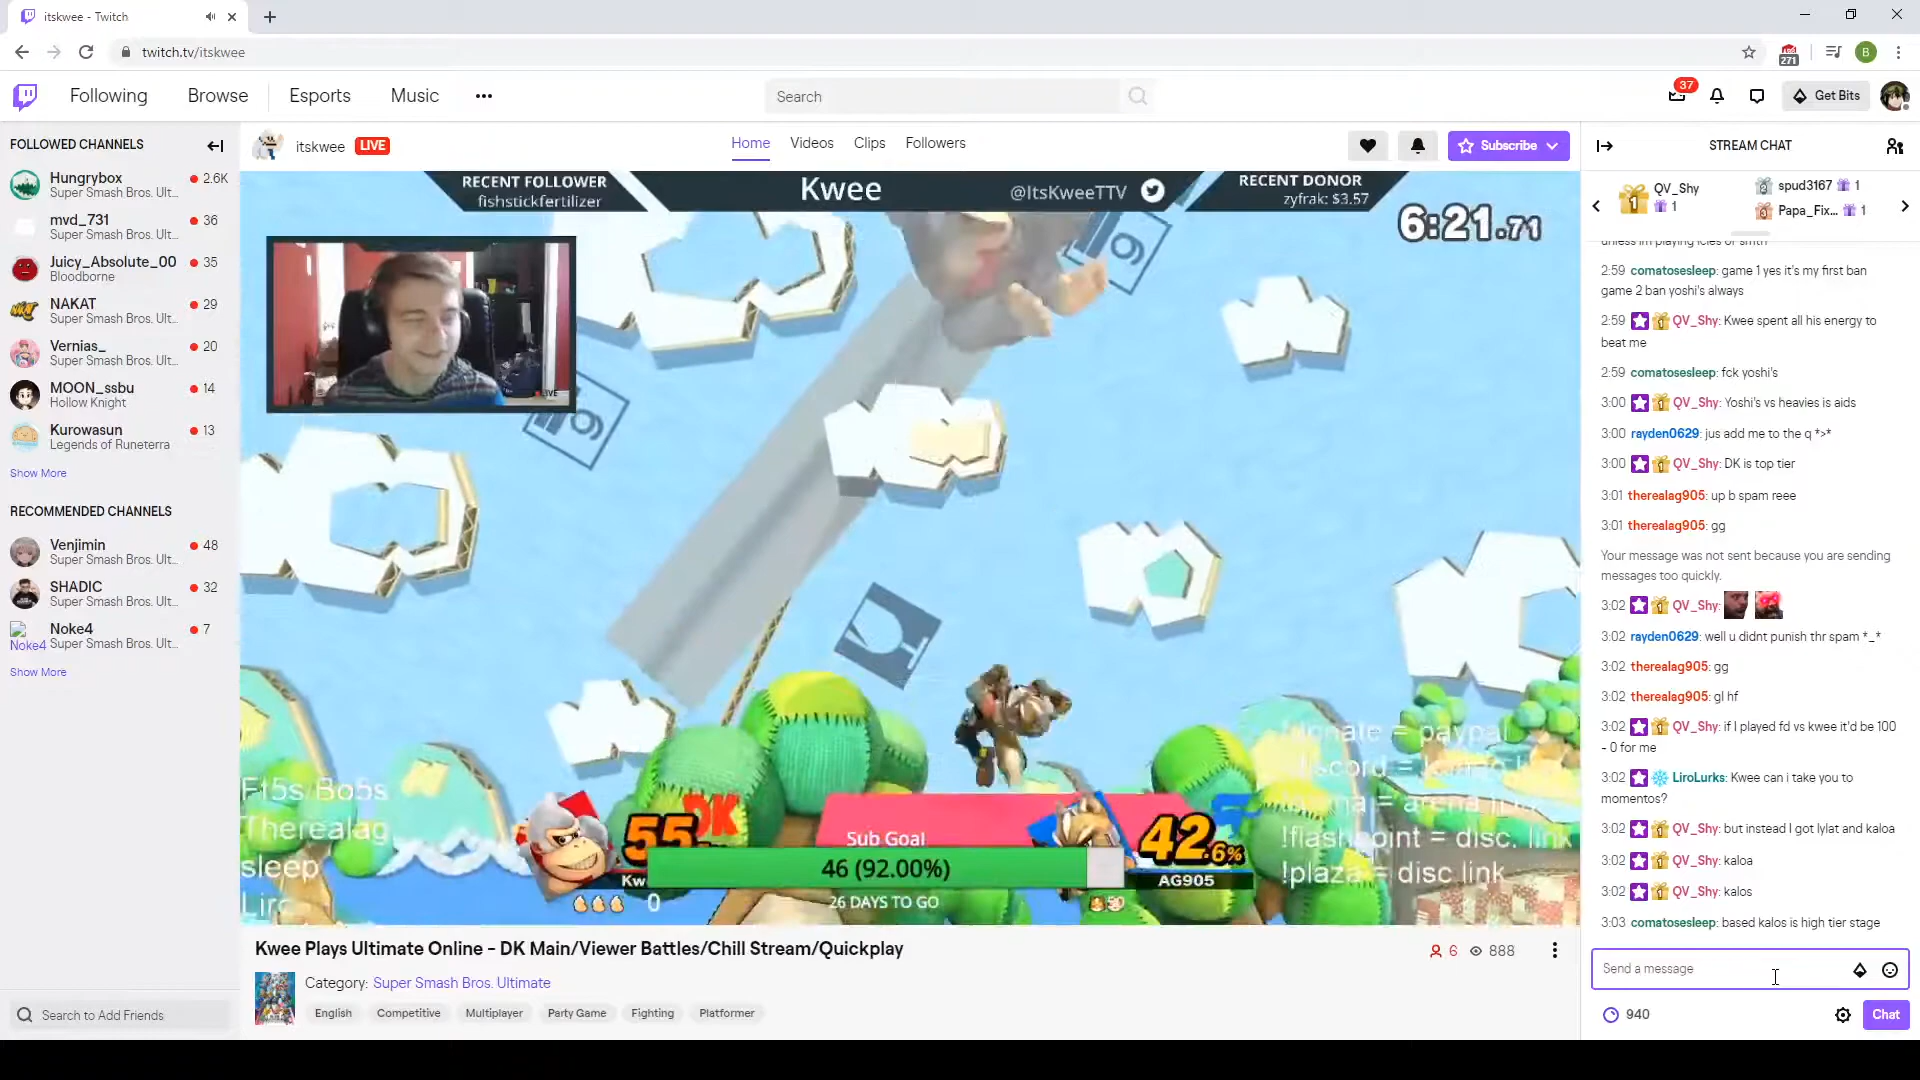 itskwee - Twitch
twitch.tv/itskwee
271
B
Following
Browse
Esports
Music
Search
37
Get Bits
FOLLOWED CHANNELS
Hungrybox
2.6K
Super Smash Bros. Ult...
mvd_731
36
Super Smash Bros. Ult...
Juicy_Absolute_00
35
Bloodborne
NAKAT
29
Super Smash Bros. Ult...
Vernias_
20
Super Smash Bros. Ult...
MOON_ssbu
14
Hollow Knight
Kurowasun
13
Legends of Runeterra
Show More
RECOMMENDED CHANNELS
Venjimin
48
Super Smash Bros. Ult...
SHADIC
32
Super Smash Bros. Ult...
Noke4
7
Super Smash Bros. Ult...
Noke4
Show More
Search to Add Friends
itskwee
LIVE
Home
Videos
Clips
Followers
Subscribe
RECENT FOLLOWER
fishstickfertilizer
Kwee
@ItsKweeTTV
RECENT DONOR
zyfrak: $3.57
6:21.71
LIVE
Ft5s Bo5s
Therealag
sleep
55
DK
Kw
0
Sub Goal
46 (92.00%)
26 DAYS TO GO
42.6%
AG905
50
!flashpoint = disc. link
!plaza = disc link
Kwee Plays Ultimate Online - DK Main/Viewer Battles/Chill Stream/Quickplay
6
888
Category: Super Smash Bros. Ultimate
English
Competitive
Multiplayer
Party Game
Fighting
Platformer
STREAM CHAT
1
QV_Shy
1
2
spud3167
1
3
Papa_Fix...
1
2:59 comatosesleep: game 1 yes it's my first ban
game 2 ban yoshi's always
2:59 QV_Shy: Kwee spent all his energy to
beat me
2:59 comatosesleep: fck yoshi's
3:00 QV_Shy: Yoshi's vs heavies is aids
3:00 rayden0629: jus add me to the q *>*
3:00 QV_Shy: DK is top tier
3:01 therealag905: up b spam reee
3:01 therealag905: gg
Your message was not sent because you are sending
messages too quickly.
3:02 QV_Shy:
3:02 rayden0629: well u didnt punish thr spam *_*
3:02 therealag905: gg
3:02 therealag905: gl hf
3:02 QV_Shy: if I played fd vs kwee it'd be 100
- 0 for me
3:02 LiroLurks: Kwee can i take you to
momentos?
3:02 QV_Shy: but instead I got lylat and kaloa
3:02 QV_Shy: kaloa
3:02 QV_Shy: kalos
3:03 comatosesleep: based kalos is high tier stage
Send a message
940
Chat